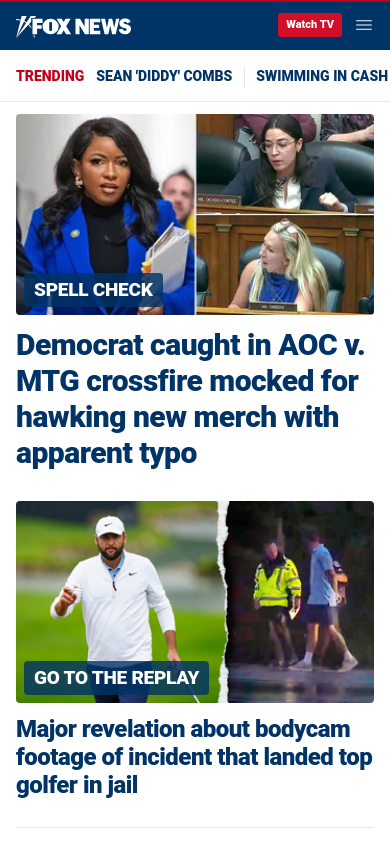 FOX NEWS
Watch TV
TRENDING SEAN 'DIDDY' COMBS SWIMMING IN CASH
SPELL CHECK
Democrat caught in AOC v.
MTG crossfire mocked for
hawking new merch with
apparent typo
GO TO THE REPLAY
Major revelation about bodycam
footage of incident that landed top
golfer in jail